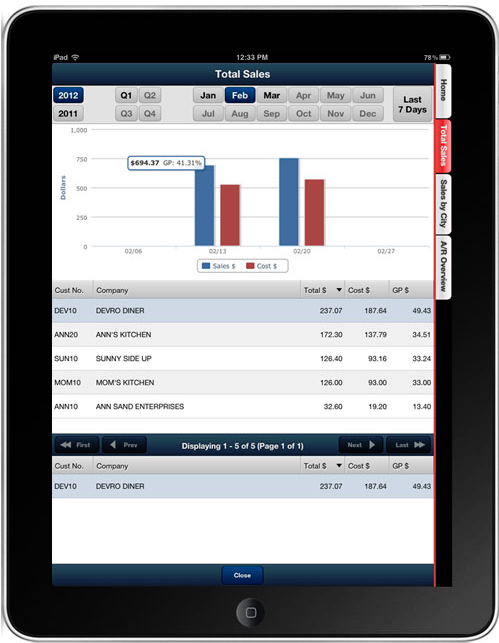 iPad 12:33 PM 78%
Total Sales
2012 Q1 Q2 Jan Feb Mar Apr May Jun Last 7 Days
2011 Q3 Q4 Jul Aug Sep Oct Nov Dec
Home
Total Sales
Sales by City
A/R Overview
1,000
750
500
250
0
Dollars
$694.37 GP: 41.31%
02/06 02/13 02/20 02/27
Sales $ Cost $
Cust No. Company Total $ Cost $ GP $
DEV10 DEVRO DINER 237.07 187.64 49.43
ANN20 ANN'S KITCHEN 172.30 137.79 34.51
SUN10 SUNNY SIDE UP 126.40 93.16 33.24
MOM10 MOM'S KITCHEN 126.00 93.00 33.00
ANN10 ANN SAND ENTERPRISES 32.60 19.20 13.40
First Prev Displaying 1 - 5 of 5 (Page 1 of 1) Next Last
Cust No. Company Total $ Cost $ GP $
DEV10 DEVRO DINER 237.07 187.64 49.43
Close